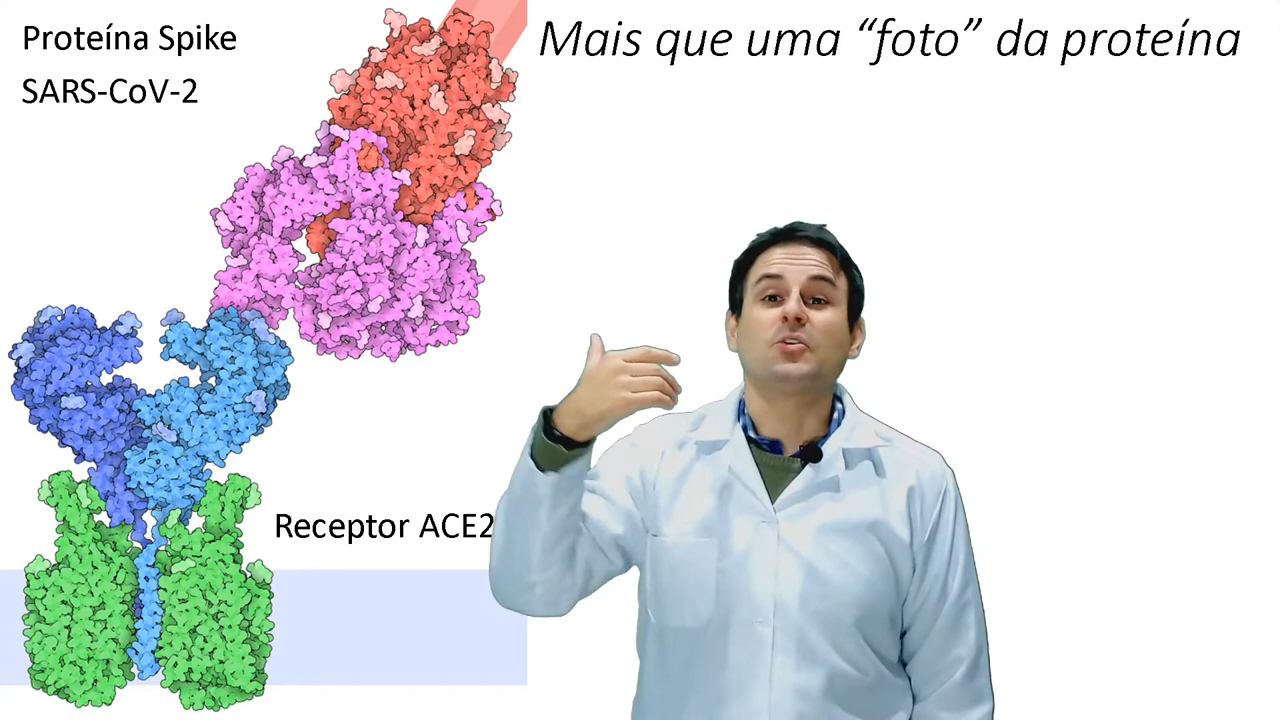 Proteína Spike
SARS-CoV-2
Mais que uma “foto” da proteína
Receptor ACE2